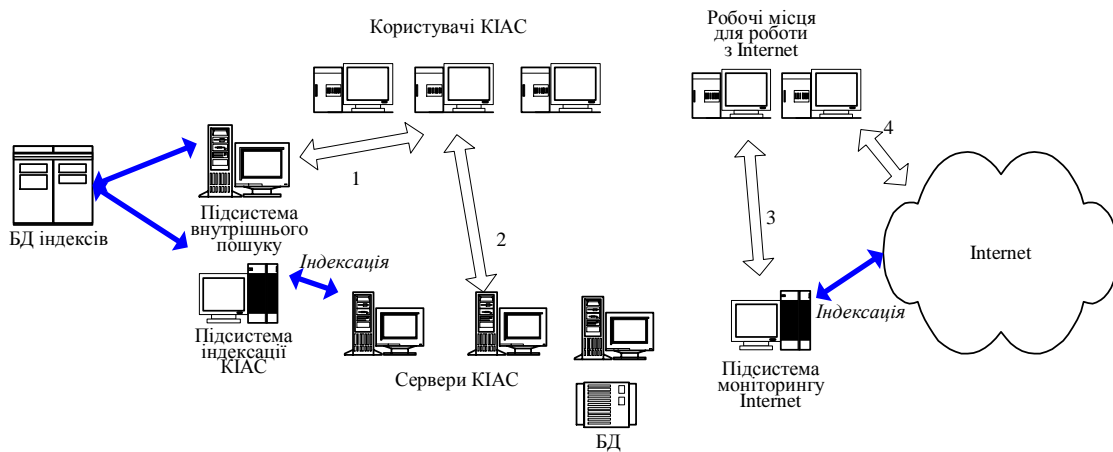 Користувачі КІАС
Робочі місця
для роботи
з Internet
4
1
Підсистема
внутрішнього
пошуку
БД індексів
2
3
Internet
Індексація
Індексація
Підсистема
індексації
КІАС
Сервери КІАС
Підсистема
моніторингу
Internet
БД